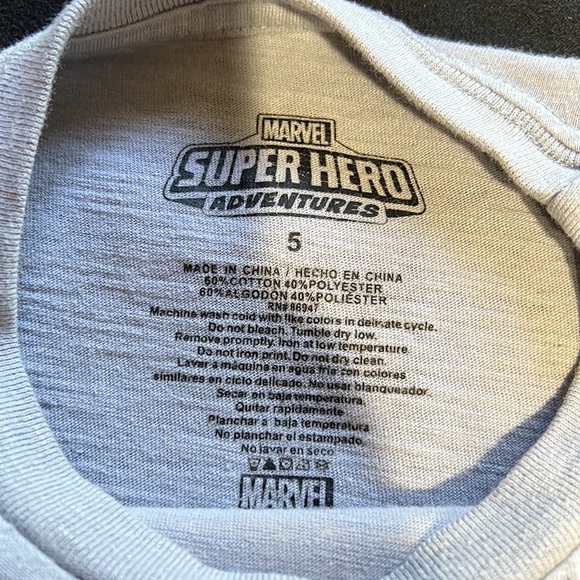 MARVEL
SUPER HERO
ADVENTURES
5
MADE IN CHINA / HECHO EN CHINA
60%COTTON 40%POLYESTER
60%ALGODON 40%POLIÉSTER
RN# 86947
Machine wash cold with like colors in delicate cycle.
Do not bleach. Tumble dry low.
Remove promptly. Iron at low temperature.
Do not iron print. Do not dry clean.
Lavar a máquina en agua fria con colores
similares en ciclo delicado. No usar blanqueador.
Secar en baja temperatura.
Quitar rapidamente
Planchar a baja temperatura
No planchar el estampado
No lavar en seco
MARVEL